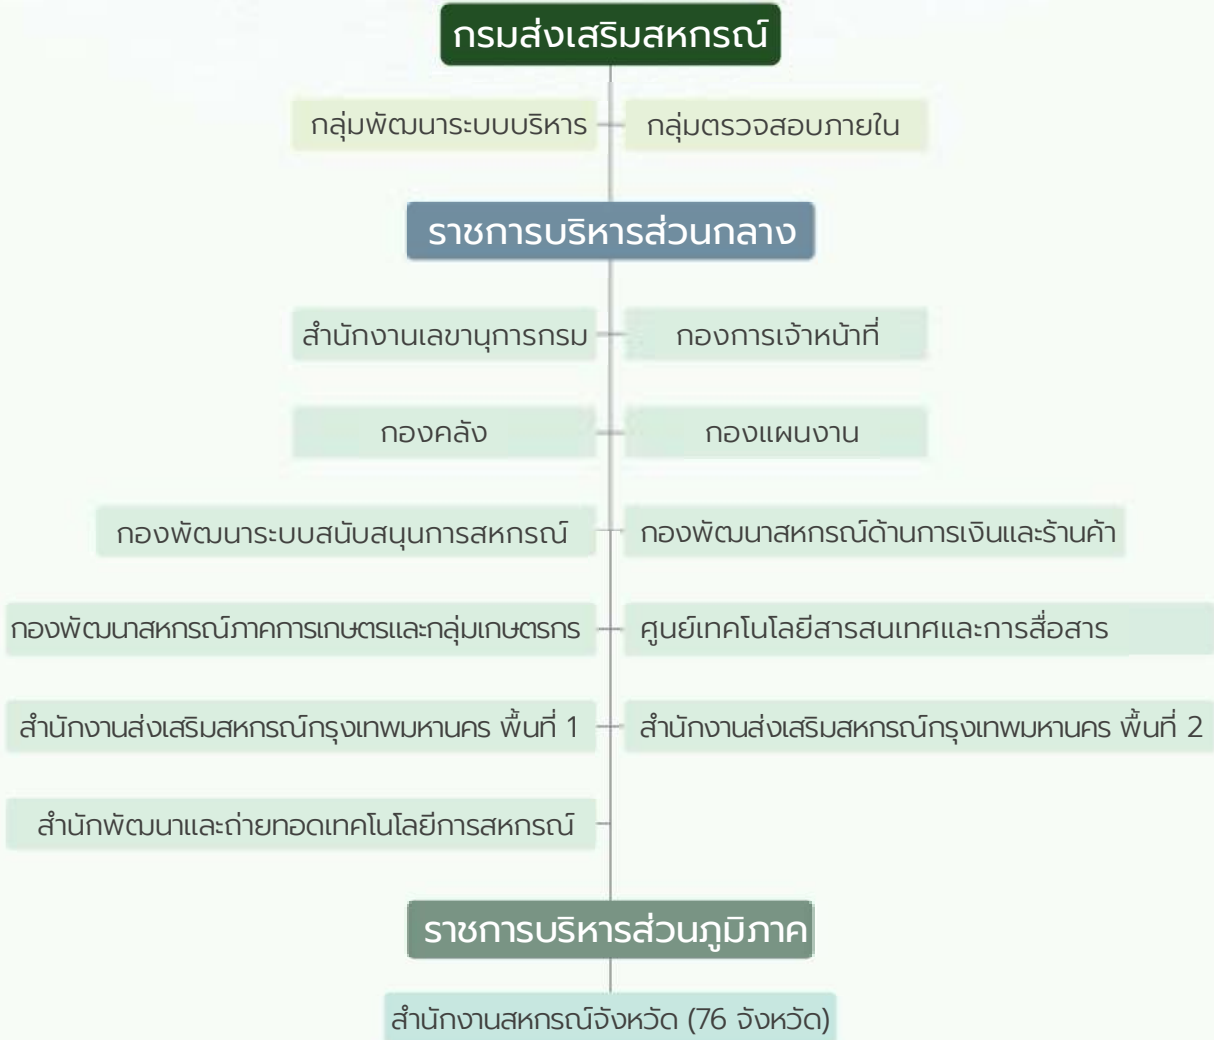 กรมส่งเสริมสหกรณ์
กลุ่มพัฒนาระบบบริหาร
กลุ่มตรวจสอบภายใน
ราชการบริหารส่วนกลาง
สำนักงานเลขานุการกรม
กองการเจ้าหน้าที่
กองคลัง
กองแผนงาน
กองพัฒนาระบบสนับสนุนการสหกรณ์
กองพัฒนาสหกรณ์ด้านการเงินและร้านค้า
กองพัฒนาสหกรณ์ภาคการเกษตรและกลุ่มเกษตรกร
ศูนย์เทคโนโลยีสารสนเทศและการสื่อสาร
สำนักงานส่งเสริมสหกรณ์กรุงเทพมหานคร พื้นที่ 1
สำนักงานส่งเสริมสหกรณ์กรุงเทพมหานคร พื้นที่ 2
สำนักพัฒนาและถ่ายทอดเทคโนโลยีการสหกรณ์
ราชการบริหารส่วนภูมิภาค
สำนักงานสหกรณ์จังหวัด (76 จังหวัด)